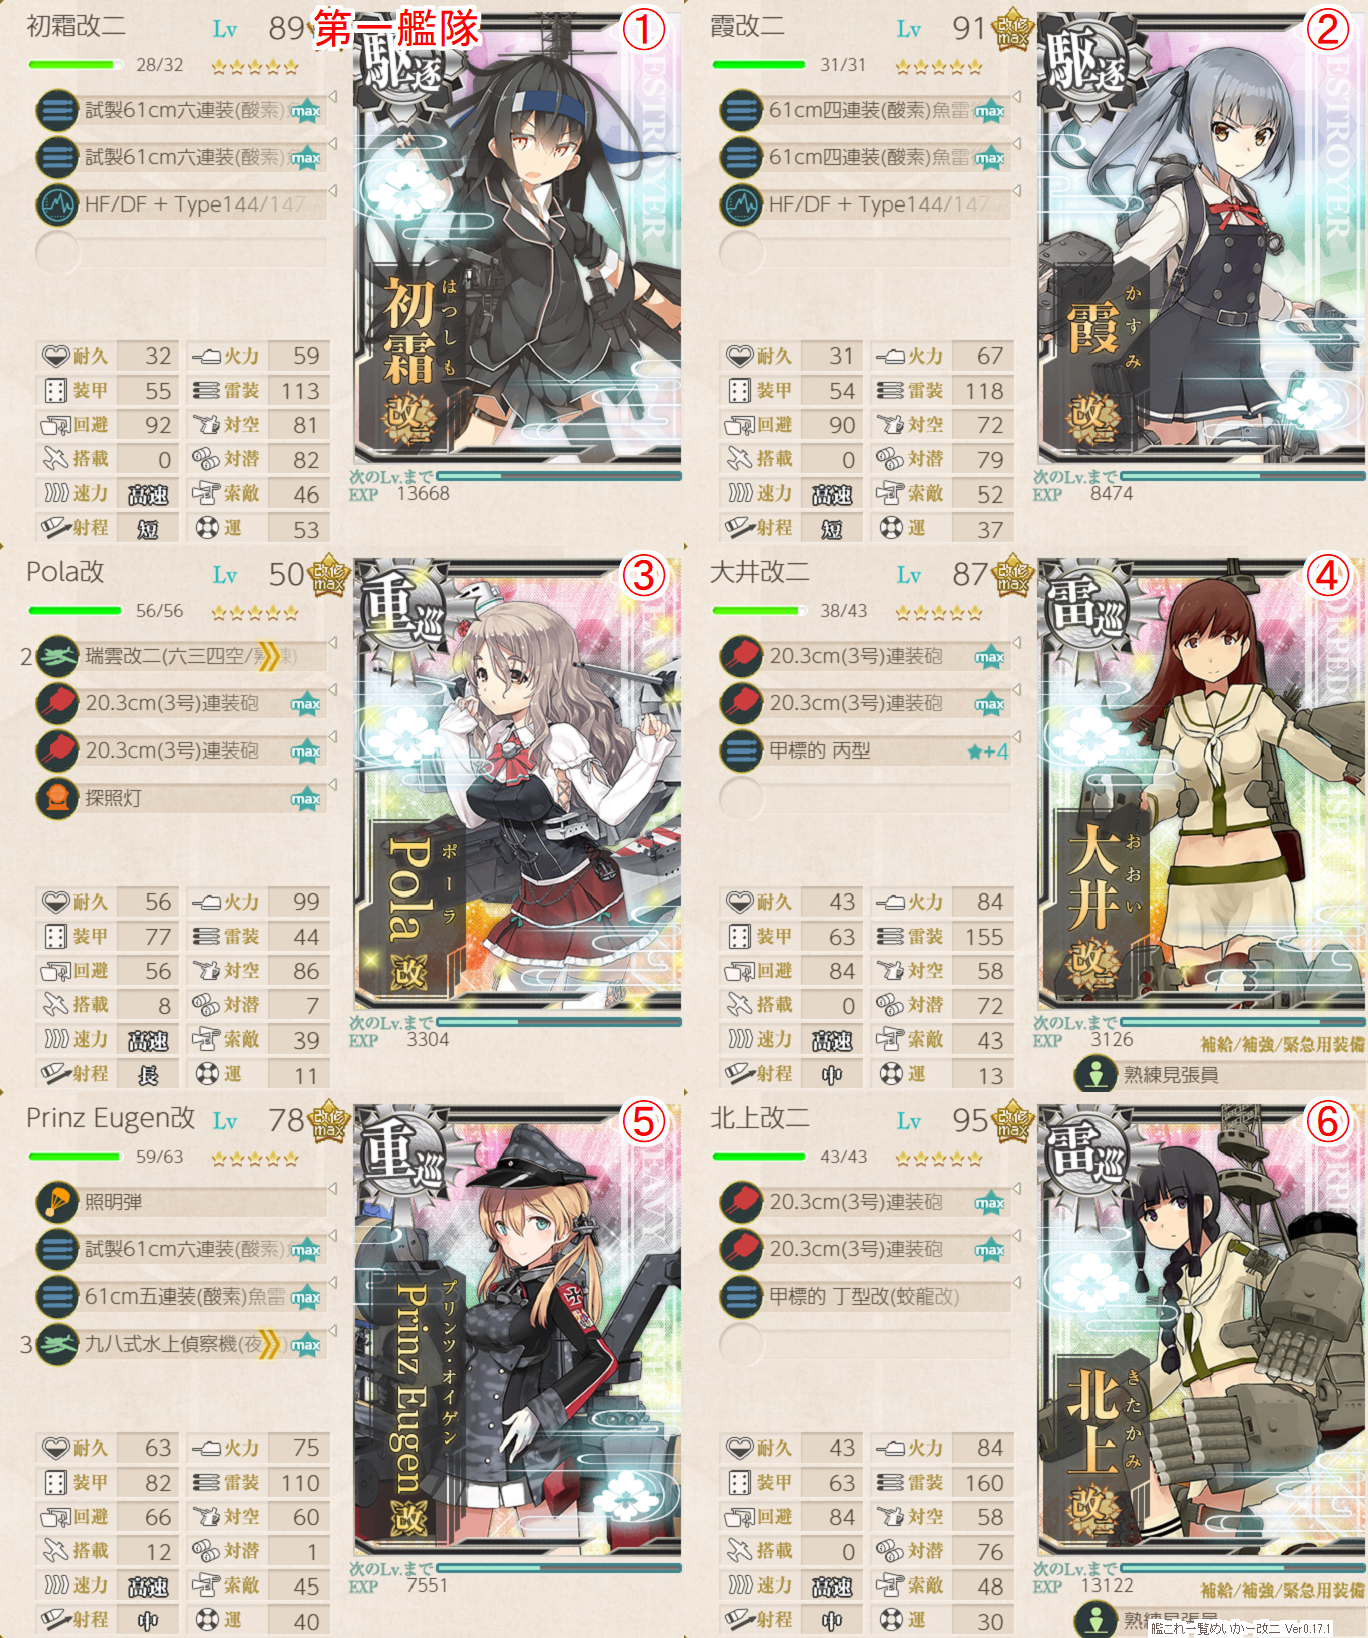 第一艦隊
初霜改二 Lv 89
①
28/32
駆逐
試製61cm六連装(酸素) max
試製61cm六連装(酸素) max
HF/DF + Type144/147
DESTROYER
初霜 改二
はつしも
耐久 32 火力 59
装甲 55 雷装 113
回避 92 対空 81
搭載 0 対潜 82
速力 高速 索敵 46
射程 短 運 53
次のLv.まで
EXP 13668
霞改二 Lv 91 改修max
②
31/31
駆逐
61cm四連装(酸素)魚雷 max
61cm四連装(酸素)魚雷 max
HF/DF + Type144/147
DESTROYER
霞 改二
かすみ
耐久 31 火力 67
装甲 54 雷装 118
回避 90 対空 72
搭載 0 対潜 79
速力 高速 索敵 52
射程 短 運 37
次のLv.まで
EXP 8474
Pola改 Lv 50 改修max
③
56/56
重巡
2 瑞雲改二(六三四空/熟練)
20.3cm(3号)連装砲 max
20.3cm(3号)連装砲 max
探照灯 max
Pola 改
ポーラ
耐久 56 火力 99
装甲 77 雷装 44
回避 56 対空 86
搭載 8 対潜 7
速力 高速 索敵 39
射程 長 運 11
次のLv.まで
EXP 3304
大井改二 Lv 87 改修max
④
38/43
雷巡
20.3cm(3号)連装砲 max
20.3cm(3号)連装砲 max
甲標的 丙型 ★+4
大井 改二
おおい
耐久 43 火力 84
装甲 63 雷装 155
回避 84 対空 58
搭載 0 対潜 72
速力 高速 索敵 43
射程 中 運 13
次のLv.まで
EXP 3126
補給/補強/緊急用装備
熟練見張員
Prinz Eugen改 Lv 78 改修max
⑤
59/63
重巡
照明弾
試製61cm六連装(酸素) max
61cm五連装(酸素)魚雷 max
3 九八式水上偵察機(夜 max
Prinz Eugen 改
プリンツ・オイゲン
耐久 63 火力 75
装甲 82 雷装 110
回避 66 対空 60
搭載 12 対潜 1
速力 高速 索敵 45
射程 中 運 40
次のLv.まで
EXP 7551
北上改二 Lv 95 改修max
⑥
43/43
雷巡
20.3cm(3号)連装砲 max
20.3cm(3号)連装砲 max
甲標的 丁型改(蛟龍改)
北上 改二
きたかみ
耐久 43 火力 84
装甲 63 雷装 160
回避 84 対空 58
搭載 0 対潜 76
速力 高速 索敵 48
射程 中 運 30
次のLv.まで
EXP 13122
補給/補強/緊急用装備
熟練見張員
艦これ一覧めいかー改二 Ver0.17.1